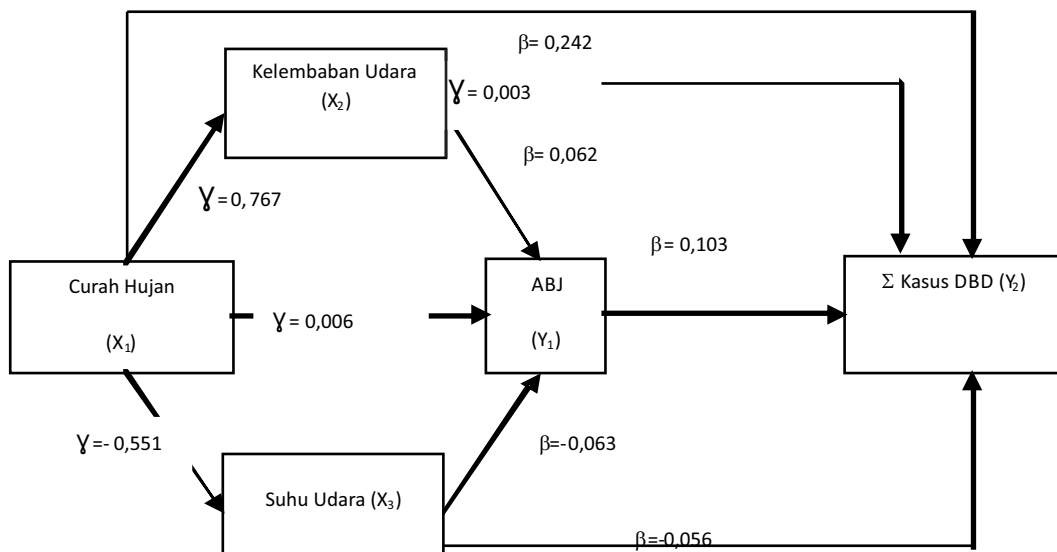 β= 0,242
Kelembaban Udara
(X₂)
Ɣ= 0,003
β= 0,062
Ɣ= 0,767
β= 0,103
Curah Hujan
(X₁)
Ɣ= 0,006
ABJ
(Y₁)
Σ Kasus DBD (Y₂)
Ɣ=- 0,551
β=-0,063
Suhu Udara (X₃)
β=-0,056